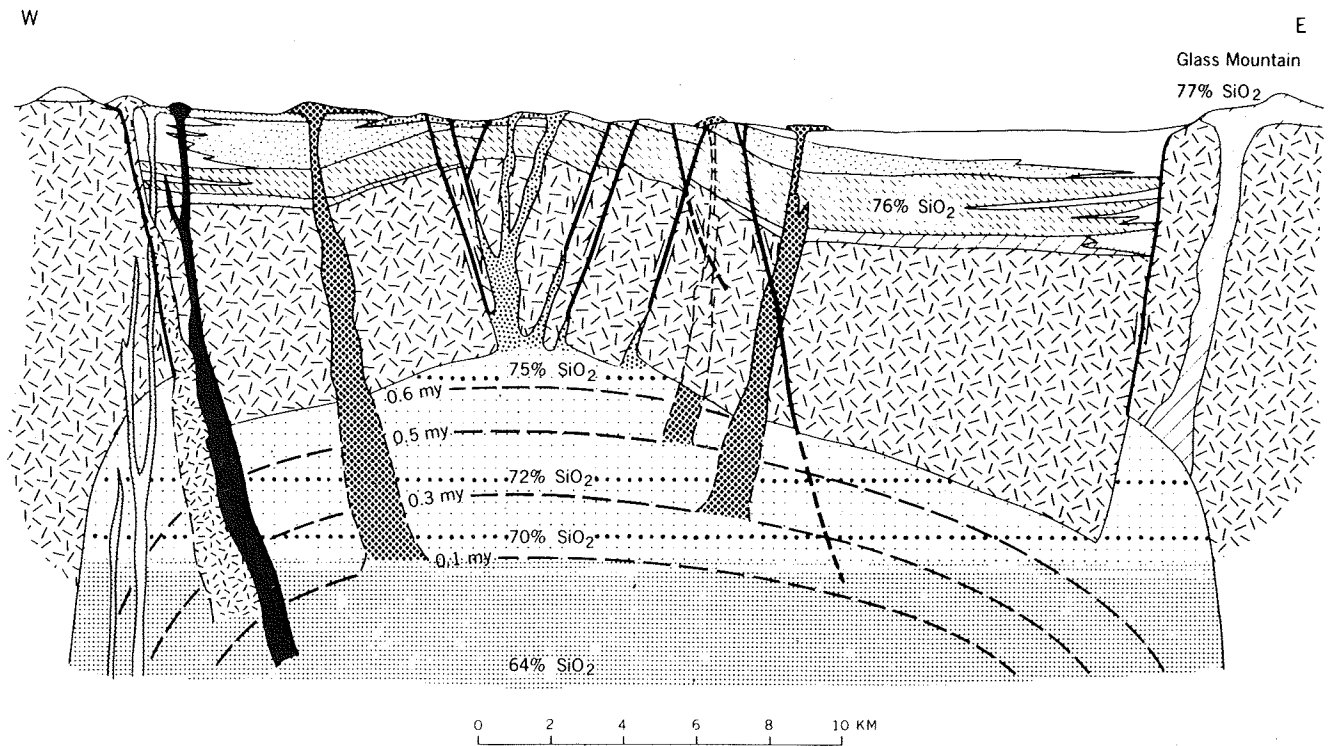 W
E
Glass Mountain
77% SiO2
76% SiO2
75% SiO2
0.6 my
0.5 my
72% SiO2
0.3 my
70% SiO2
0.1 my
64% SiO2
0 2 4 6 8 10 KM